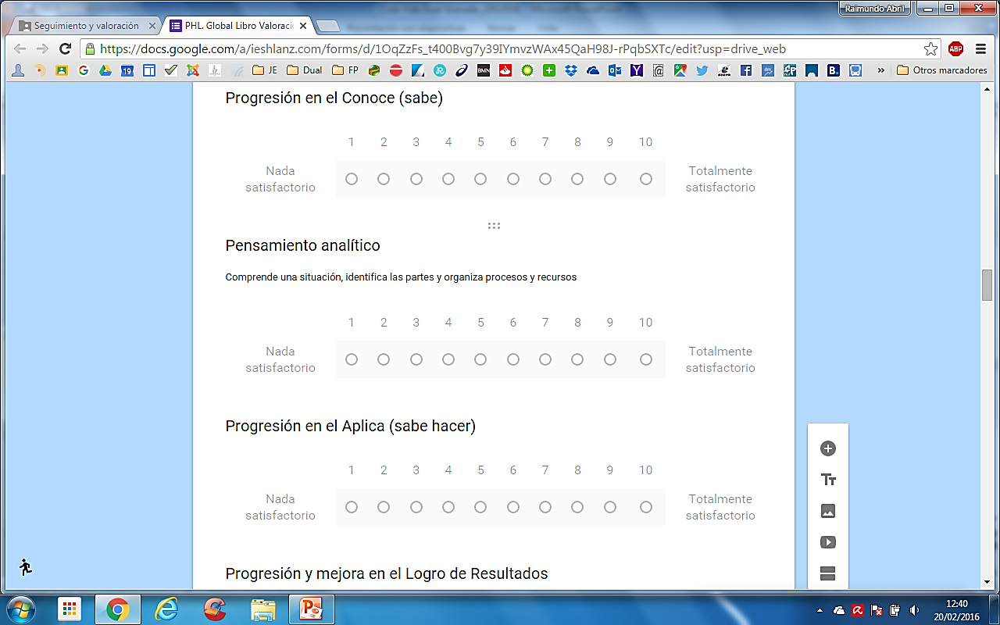 Raimundo Abril
Seguimiento y valoración
PHL. Global Libro Valoraci
https://docs.google.com/a/ieshlanz.com/forms/d/1OqZzFs_t400Bvg7y39IYmvzWAx45QaH98J-rPqbSXTc/edit?usp=drive_web
ABP
JE Dual FP BMN Otros marcadores
Progresión en el Conoce (sabe)
1 2 3 4 5 6 7 8 9 10
Nada satisfactorio
Totalmente satisfactorio
Pensamiento analítico
Comprende una situación, identifica las partes y organiza procesos y recursos
1 2 3 4 5 6 7 8 9 10
Nada satisfactorio
Totalmente satisfactorio
Progresión en el Aplica (sabe hacer)
1 2 3 4 5 6 7 8 9 10
Nada satisfactorio
Totalmente satisfactorio
Progresión y mejora en el Logro de Resultados
12:40
20/02/2016